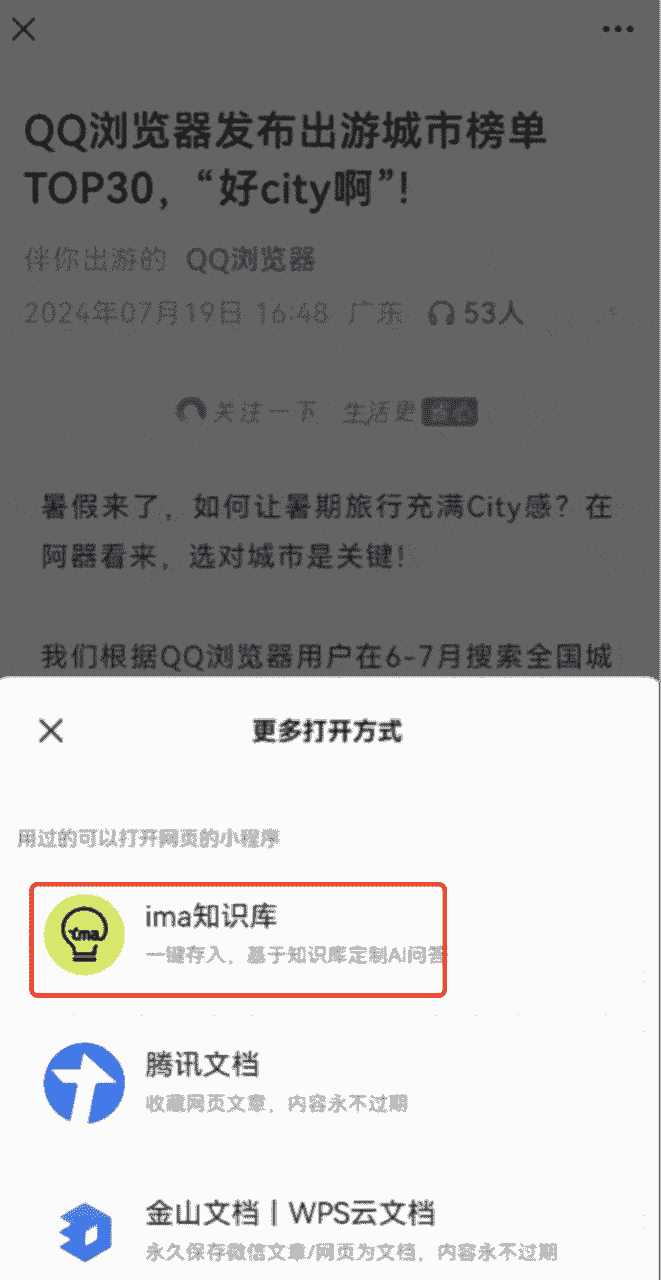 QQ浏览器发布出游城市榜单
TOP30，“好city啊”!
伴你出游的 QQ浏览器
2024年07月19日 16:48 广东 53人
关注一下 生活更
暑假来了，如何让暑期旅行充满City感？在
阿器看来，选对城市是关键！
我们根据QQ浏览器用户在6-7月搜索全国城
更多打开方式
用过的可以打开网页的小程序
ima
ima知识库
一键存入，基于知识库定制AI问答
腾讯文档
收藏网页文章，内容永不过期
金山文档 | WPS云文档
永久保存微信文章/网页为文档，内容永不过期